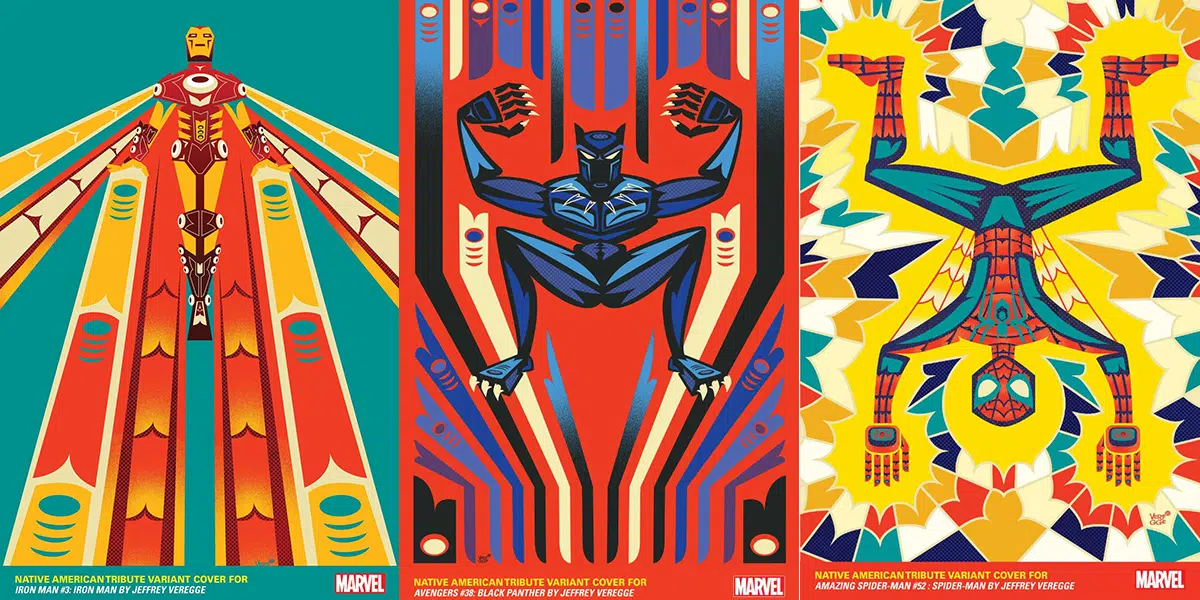 NATIVE AMERICAN TRIBUTE VARIANT COVER FOR
IRON MAN #3: IRON MAN BY JEFFREY VEREGGE
MARVEL
NATIVE AMERICAN TRIBUTE VARIANT COVER FOR
AVENGERS #38: BLACK PANTHER BY JEFFREY VEREGGE
MARVEL
VER
GGE
NATIVE AMERICAN TRIBUTE VARIANT COVER FOR
AMAZING SPIDER-MAN #52 : SPIDER-MAN BY JEFFREY VEREGGE
MARVEL